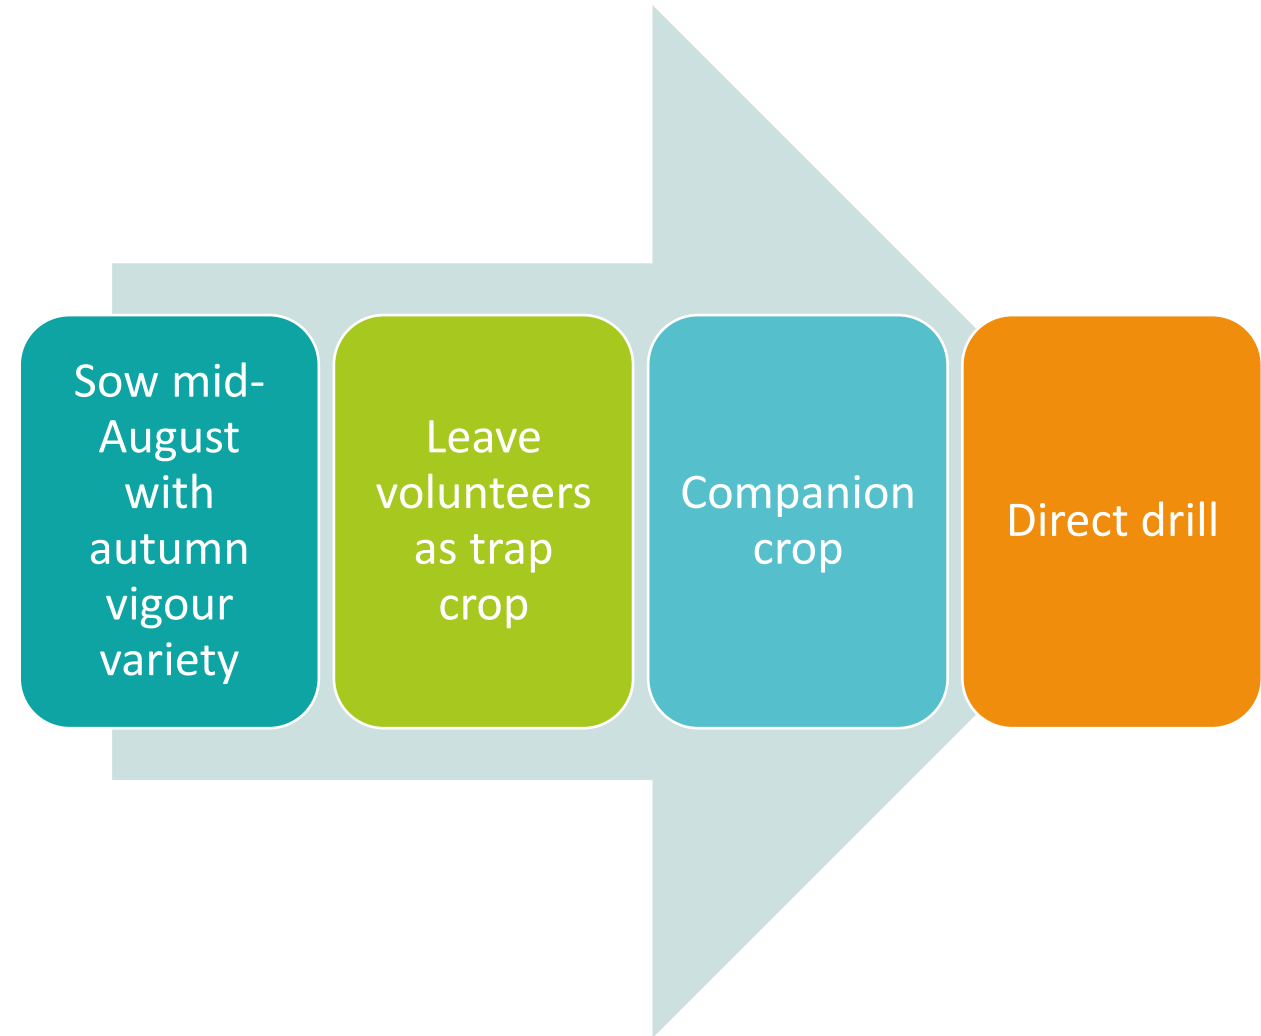 Sow mid-
August
with
autumn
vigour
variety
Leave
volunteers
as trap
crop
Companion
crop
Direct drill